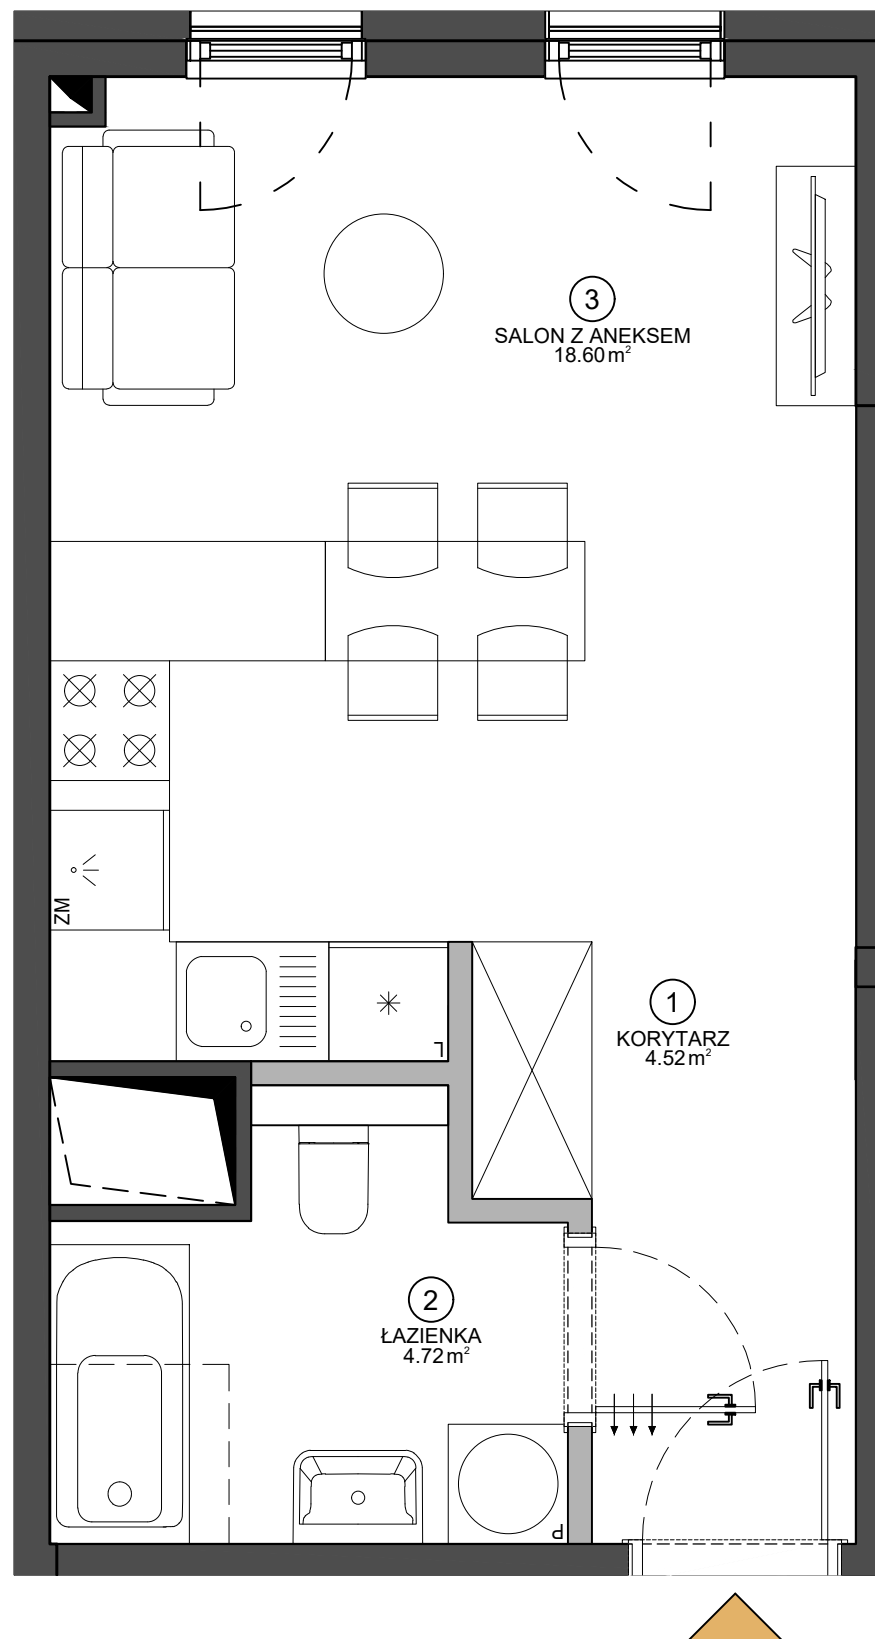 3
SALON Z ANEKSEM
18.60 m²
ZM
1
KORYTARZ
4.52 m²
L
2
ŁAZIENKA
4.72 m²
P